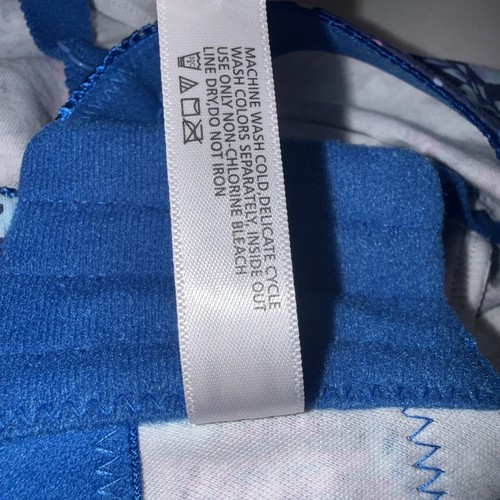 MACHINE WASH COLD,DELICATE CYCLE
WASH COLORS SEPARATELY, INSIDE OUT
USE ONLY NON-CHLORINE BLEACH
LINE DRY,DO NOT IRON